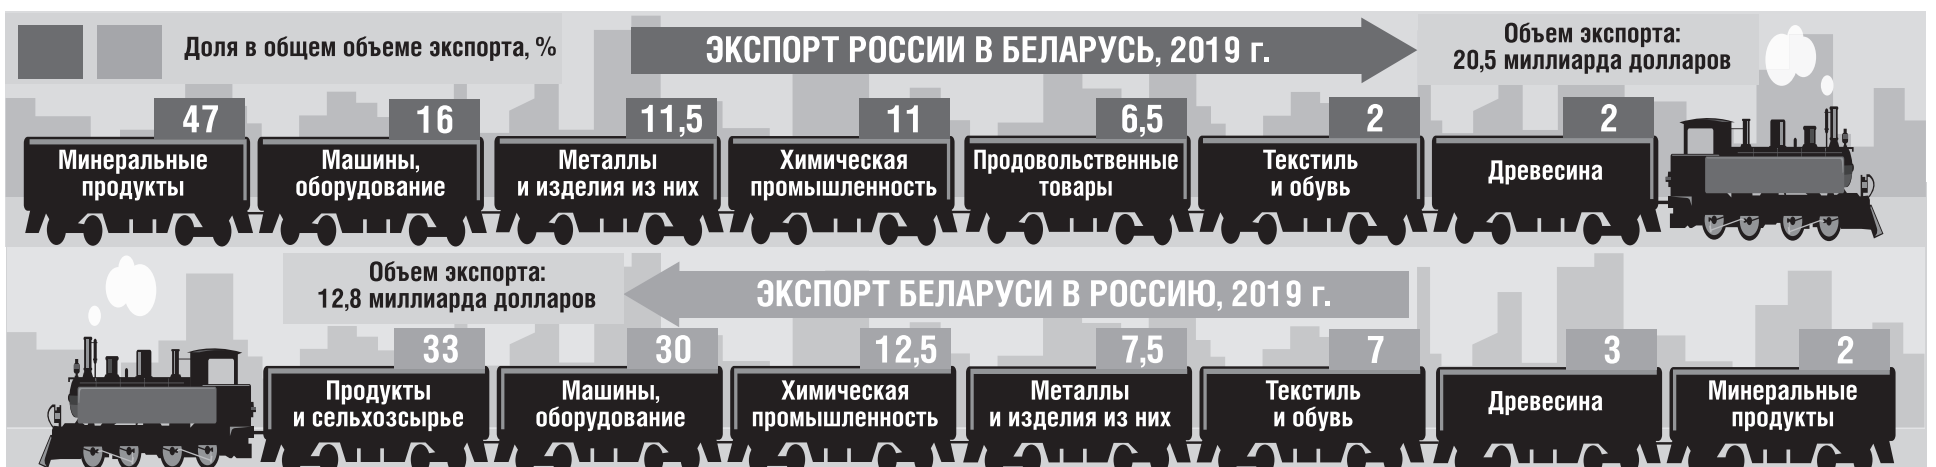 Доля в общем объеме экспорта, %
ЭКСПОРТ РОССИИ В БЕЛАРУСЬ, 2019 г.
Объем экспорта:
20,5 миллиарда долларов
47
Минеральные
продукты
16
Машины,
оборудование
11,5
Металлы
и изделия из них
11
Химическая
промышленность
6,5
Продовольственные
товары
2
Текстиль
и обувь
2
Древесина
Объем экспорта:
12,8 миллиарда долларов
ЭКСПОРТ БЕЛАРУСИ В РОССИЮ, 2019 г.
33
Продукты
и сельхозсырье
30
Машины,
оборудование
12,5
Химическая
промышленность
7,5
Металлы
и изделия из них
7
Текстиль
и обувь
3
Древесина
2
Минеральные
продукты